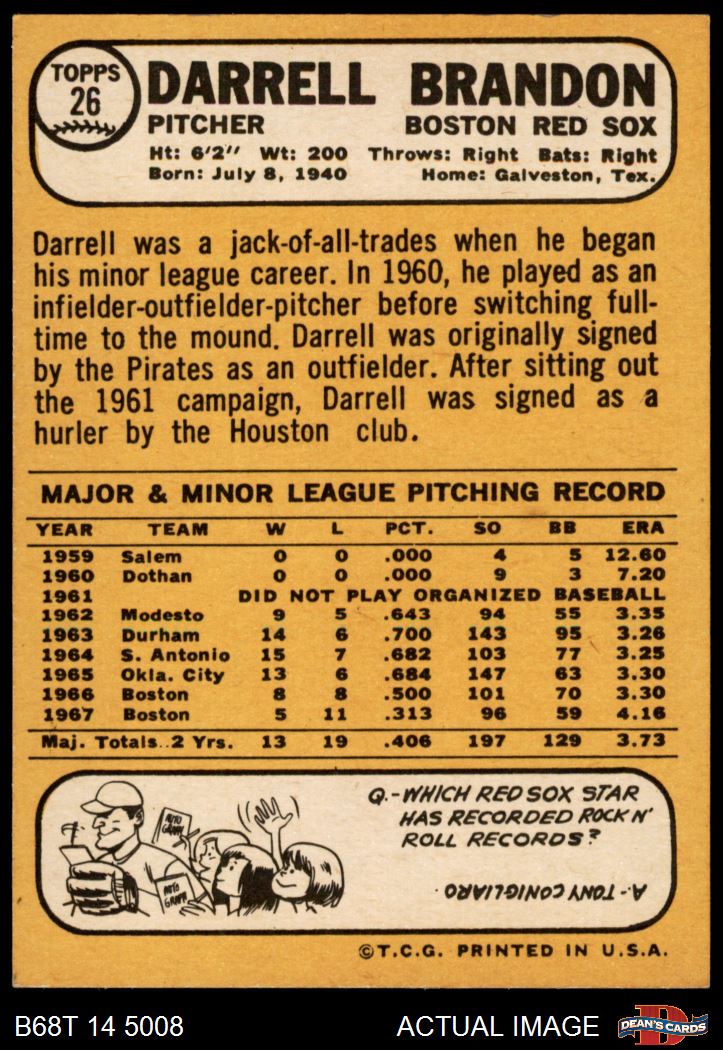 TOPPS
26
DARRELL BRANDON
PITCHER BOSTON RED SOX
Ht: 6'2" Wt: 200 Throws: Right Bats: Right
Born: July 8, 1940 Home: Galveston, Tex.
Darrell was a jack-of-all-trades when he began
his minor league career. In 1960, he played as an
infielder-outfielder-pitcher before switching full-
time to the mound. Darrell was originally signed
by the Pirates as an outfielder. After sitting out
the 1961 campaign, Darrell was signed as a
hurler by the Houston club.
MAJOR & MINOR LEAGUE PITCHING RECORD
YEAR TEAM W L PCT. SO BB ERA
1959 Salem 0 0 .000 4 5 12.60
1960 Dothan 0 0 .000 9 3 7.20
1961 DID NOT PLAY ORGANIZED BASEBALL
1962 Modesto 9 5 .643 94 55 3.35
1963 Durham 14 6 .700 143 95 3.26
1964 S. Antonio 15 7 .682 103 77 3.25
1965 Okla. City 13 6 .684 147 63 3.30
1966 Boston 8 8 .500 101 70 3.30
1967 Boston 5 11 .313 96 59 4.16
Maj. Totals..2 Yrs. 13 19 .406 197 129 3.73
AUTO
GRAPH
AUTO
GRAPH
Q.-WHICH RED SOX STAR
HAS RECORDED ROCK N'
ROLL RECORDS?
A.-TONY CONIGLIARO.
©T.C.G. PRINTED IN U.S.A.
B68T 14 5008 ACTUAL IMAGE
D
DEAN'S CARDS